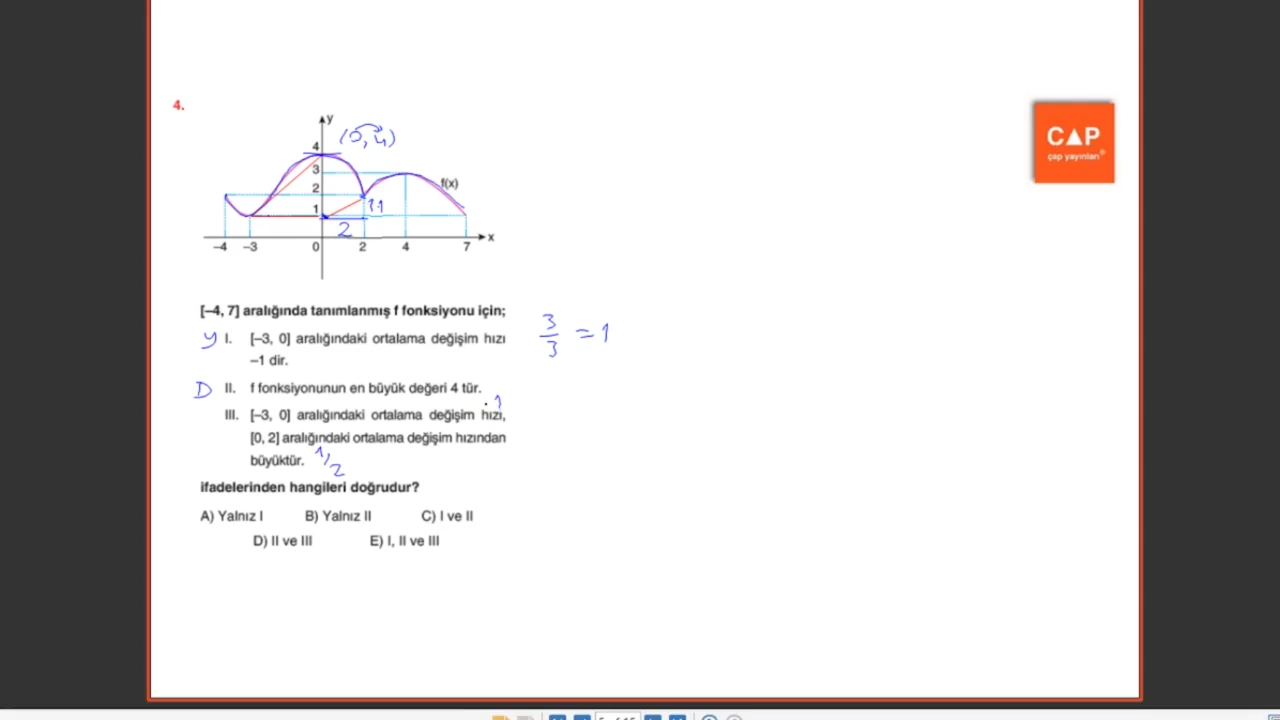 4.
ÇAP
çap yayınları®
y
(0, 4)
4
3
f(x)
2
1
2
x
-4 -3 0 2 4 7
[-4, 7] aralığında tanımlanmış f fonksiyonu için;
Y I. [-3, 0] aralığındaki ortalama değişim hızı
-1 dir.
3/3 = 1
D II. f fonksiyonunun en büyük değeri 4 tür.
1
III. [-3, 0] aralığındaki ortalama değişim hızı,
[0, 2] aralığındaki ortalama değişim hızından
büyüktür. 1/2
ifadelerinden hangileri doğrudur?
A) Yalnız I B) Yalnız II C) I ve II
D) II ve III E) I, II ve III